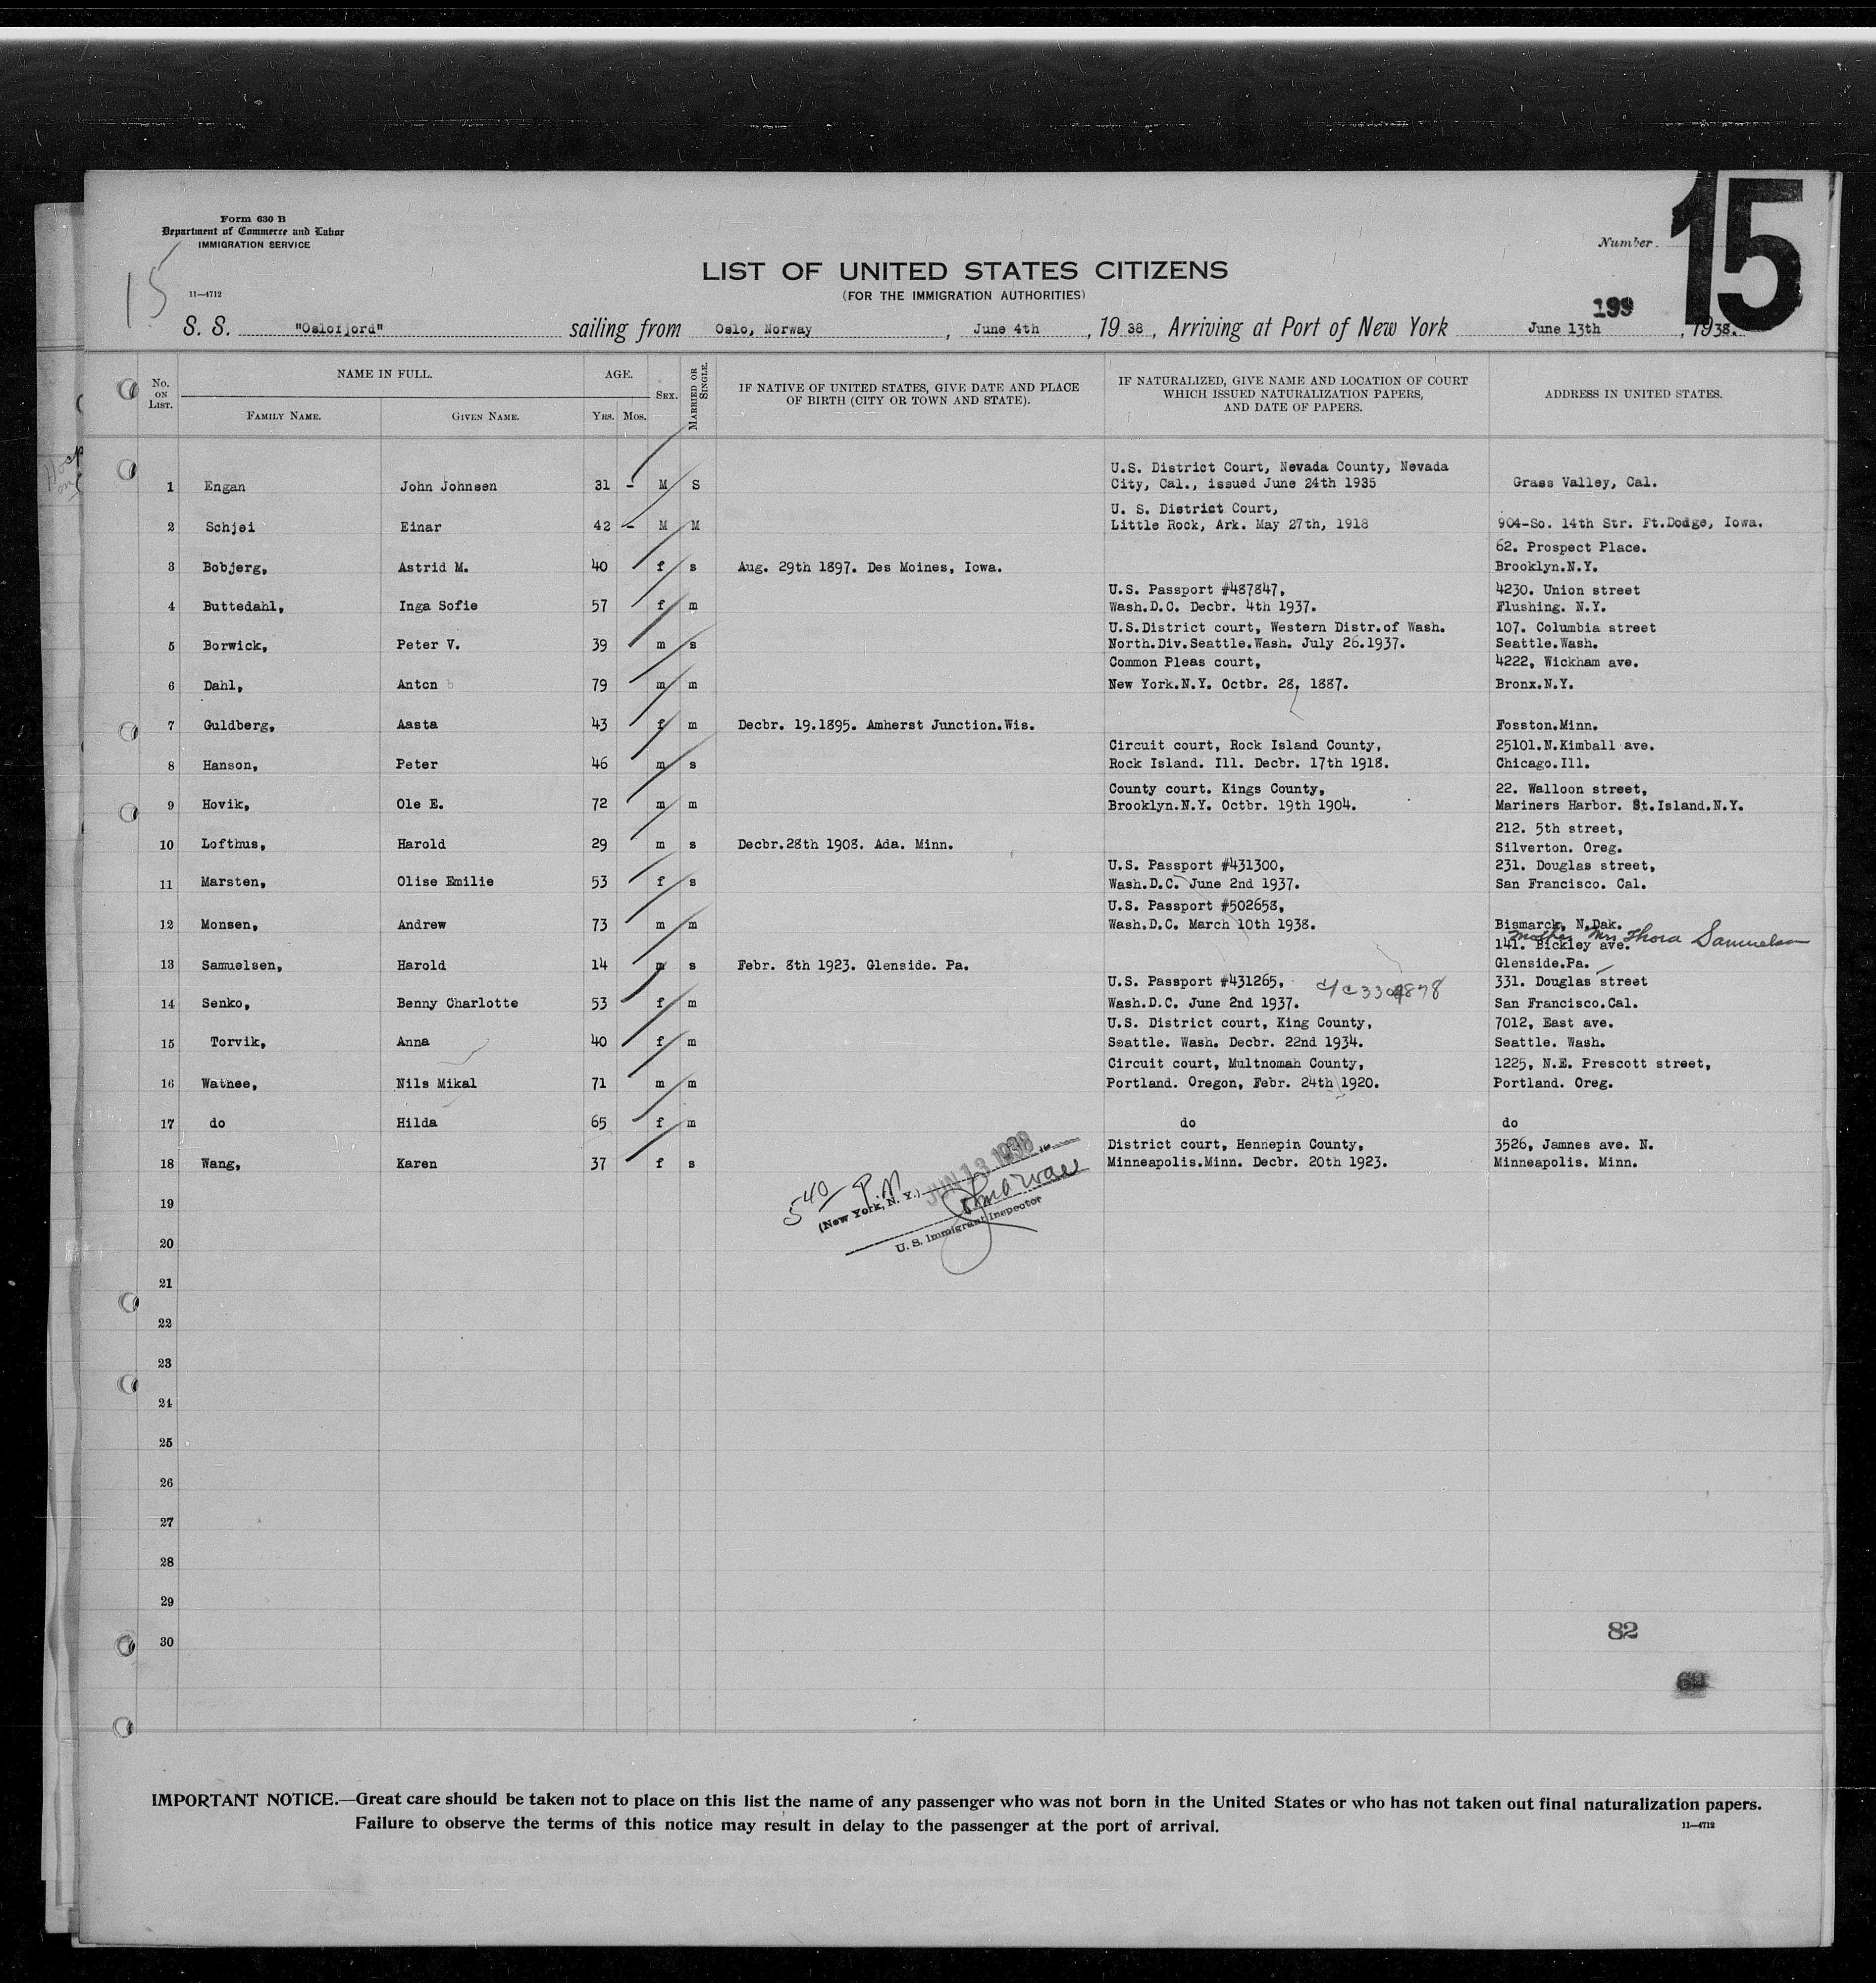 Form 630 B
Department of Commerce and Labor
IMMIGRATION SERVICE
15
11—4712
Number
15
LIST OF UNITED STATES CITIZENS
(FOR THE IMMIGRATION AUTHORITIES)
199
S. S. "Oslofjord" sailing from Oslo, Norway, June 4th, 1938, Arriving at Port of New York June 13th, 1938.
No. ON LIST. NAME IN FULL. FAMILY NAME. GIVEN NAME. AGE. YRS. MOS. SEX. MARRIED OR SINGLE. IF NATIVE OF UNITED STATES, GIVE DATE AND PLACE OF BIRTH (CITY OR TOWN AND STATE). IF NATURALIZED, GIVE NAME AND LOCATION OF COURT WHICH ISSUED NATURALIZATION PAPERS, AND DATE OF PAPERS. ADDRESS IN UNITED STATES.
U.S. District Court, Nevada County, Nevada
1 Engan John Johnsen 31 - M S City, Cal., issued June 24th 1935 Grass Valley, Cal.
U. S. District Court,
2 Schjei Einar 42 - M M Little Rock, Ark. May 27th, 1918 904-So. 14th Str. Ft.Dodge, Iowa.
62. Prospect Place.
3 Bobjerg, Astrid M. 40 f s Aug. 29th 1897. Des Moines, Iowa. Brooklyn.N.Y.
U.S. Passport #487847, 4230. Union street
4 Buttedahl, Inga Sofie 57 f m Wash.D.C. Decbr. 4th 1937. Flushing. N.Y.
U.S.District court, Western Distr.of Wash. 107. Columbia street
5 Borwick, Peter V. 39 m s North.Div.Seattle.Wash. July 26.1937. Seattle.Wash.
Common Pleas court, 4222, Wickham ave.
6 Dahl, Anton 79 m m New York.N.Y. Octbr. 28, 1887. Bronx.N.Y.
7 Guldberg, Aasta 43 f m Decbr. 19.1895. Amherst Junction.Wis. Fosston.Minn.
Circuit court, Rock Island County, 25101.N.Kimball ave.
8 Hanson, Peter 46 m s Rock Island. Ill. Decbr. 17th 1918. Chicago.Ill.
County court. Kings County, 22. Walloon street,
9 Hovik, Ole E. 72 m m Brooklyn.N.Y. Octbr. 19th 1904. Mariners Harbor. St.Island.N.Y.
212. 5th street,
10 Lofthus, Harold 29 m s Decbr.28th 1908. Ada. Minn. Silverton. Oreg.
U.S. Passport #431300, 231. Douglas street,
11 Marsten, Olise Emilie 53 f s Wash.D.C. June 2nd 1937. San Francisco. Cal.
U.S. Passport #502658,
12 Monsen, Andrew 73 m m Wash.D.C. March 10th 1938. Bismarck, N.Dak.
mother Mrs Thora Samuelsen
141. Bickley ave.
13 Samuelsen, Harold 14 m s Febr. 8th 1923. Glenside. Pa. Glenside.Pa.
U.S. Passport #431265, 331. Douglas street
14 Senko, Benny Charlotte 53 f m Wash.D.C. June 2nd 1937. San Francisco.Cal.
U.S. District court, King County, 7012, East ave.
15 Torvik, Anna 40 f m Seattle. Wash. Decbr. 22nd 1934. Seattle. Wash.
Circuit court, Multnomah County, 1225, N.E. Prescott street,
16 Wathee, Nils Mikal 71 m m Portland. Oregon, Febr. 24th 1920. Portland. Oreg.
17 do Hilda 65 f m do do
District court, Hennepin County, 3526, Jamnes ave. N.
18 Wang, Karen 37 f s Minneapolis.Minn. Decbr. 20th 1923. Minneapolis. Minn.
5 40 P.M
(New York, N. Y.) JUN 13 1938
U. S. Immigrant Inspector
19
20
21
22
23
24
25
26
27
28
29
30
82
IMPORTANT NOTICE.—Great care should be taken not to place on this list the name of any passenger who was not born in the United States or who has not taken out final naturalization papers.
Failure to observe the terms of this notice may result in delay to the passenger at the port of arrival.
11—4712